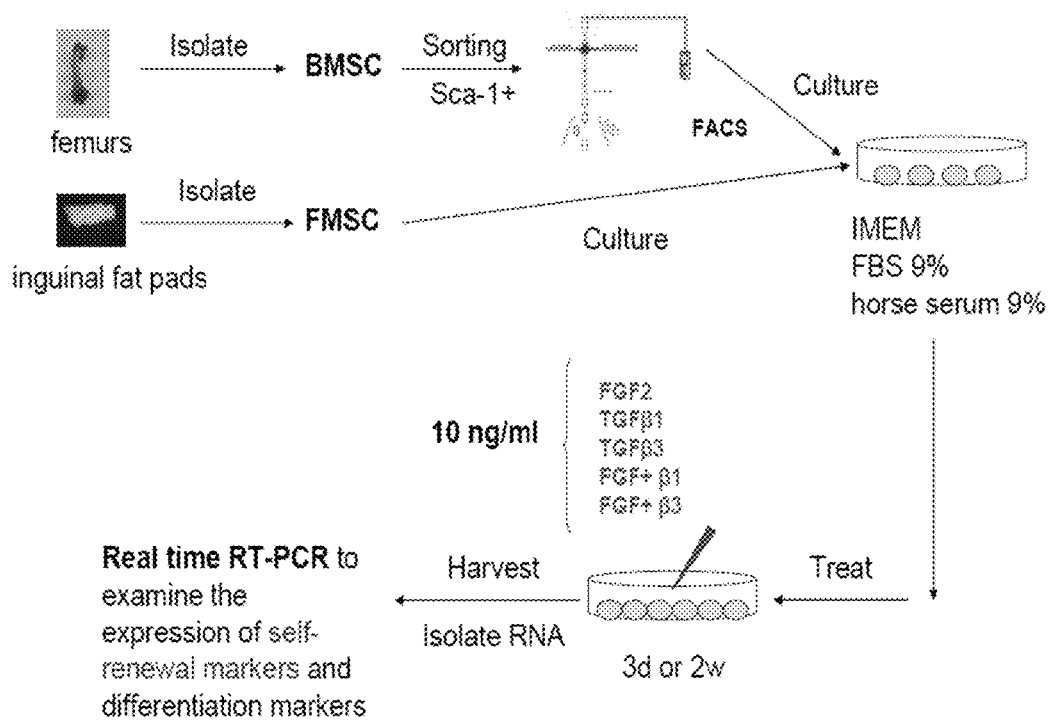 Isolate
BMSC
Sorting
Sca-1+
FACS
Culture
femurs
Isolate
FMSC
Culture
inguinal fat pads
IMEM
FBS 9%
horse serum 9%
10 ng/ml
FGF2
TGFβ1
TGFβ3
FGF+ β1
FGF+ β3
Treat
3d or 2w
Harvest
Isolate RNA
Real time RT-PCR to
examine the
expression of self-
renewal markers and
differentiation markers